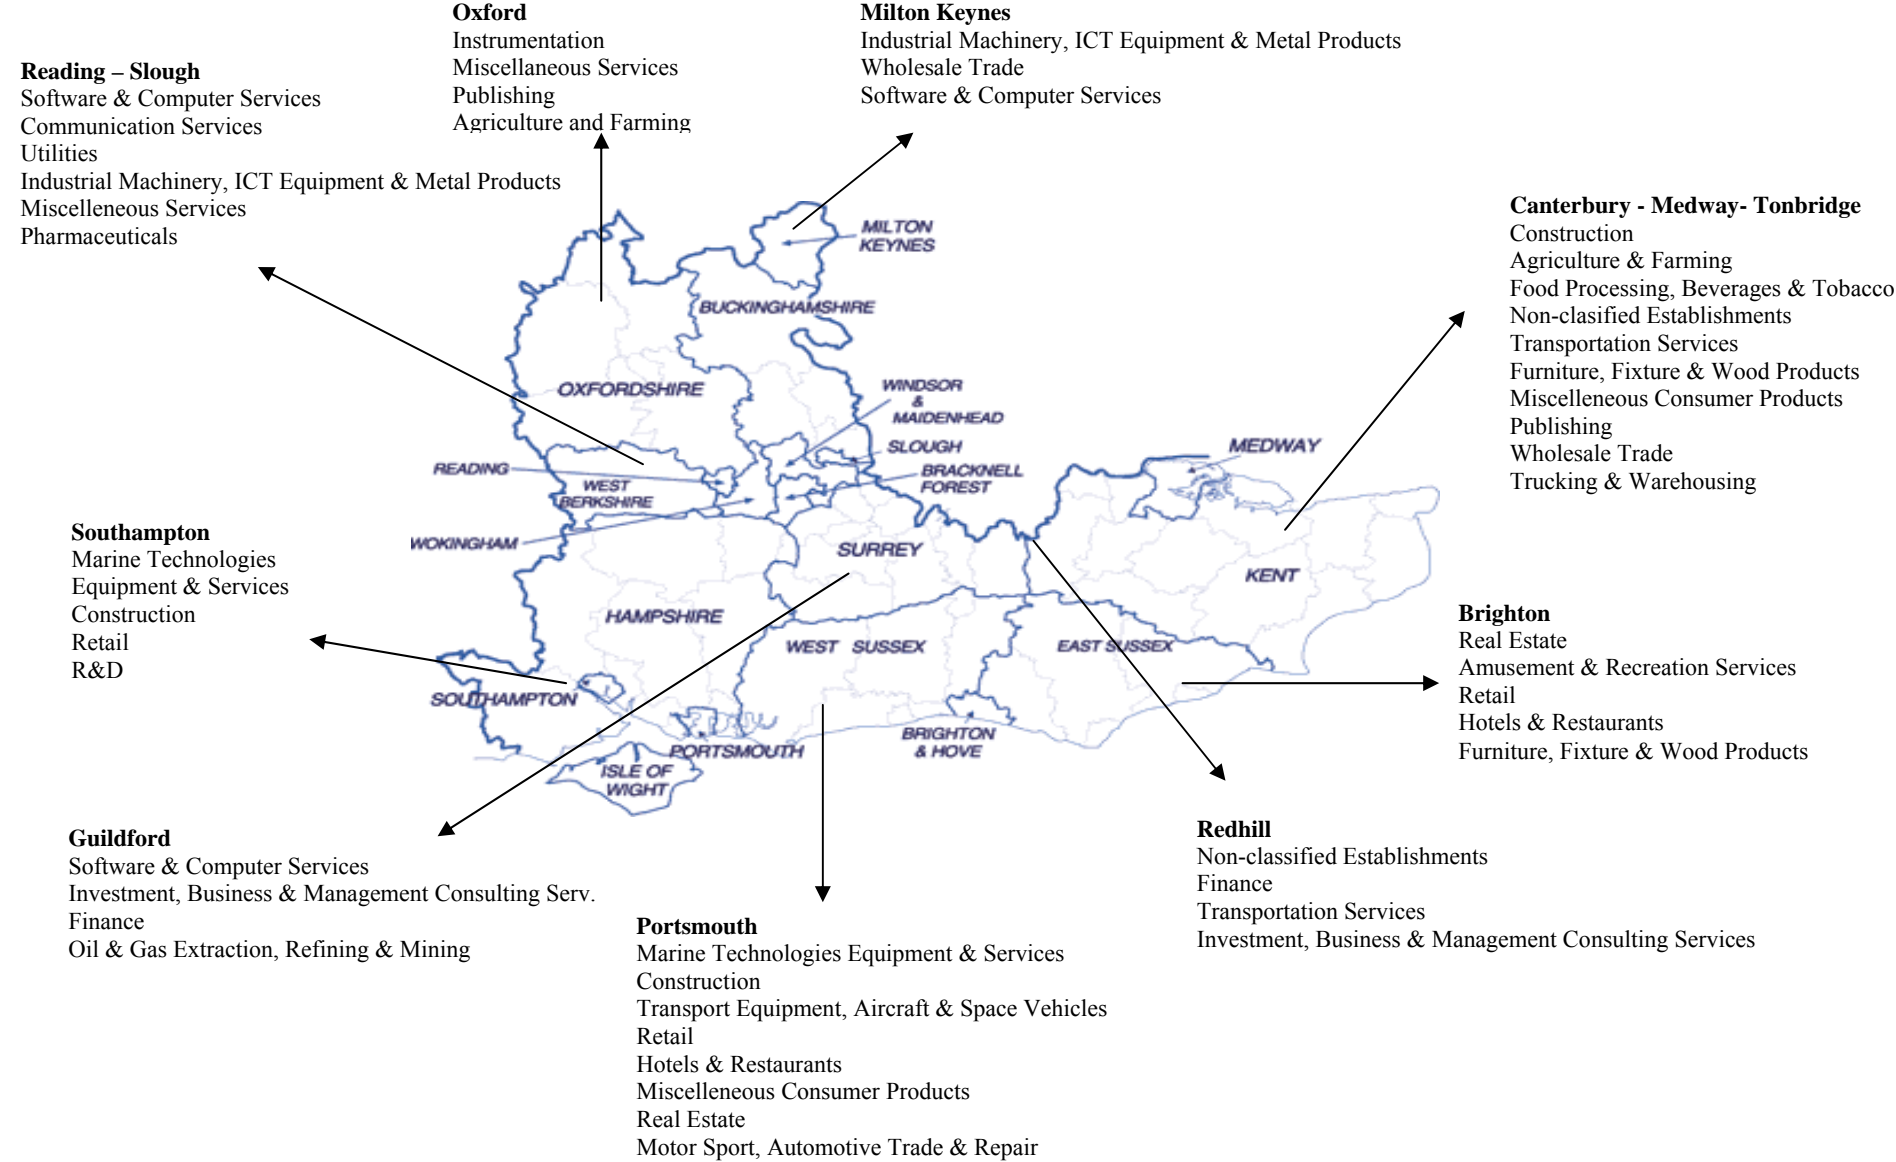 Oxford
Instrumentation
Miscellaneous Services
Publishing
Agriculture and Farming
Milton Keynes
Industrial Machinery, ICT Equipment & Metal Products
Wholesale Trade
Software & Computer Services
Reading – Slough
Software & Computer Services
Communication Services
Utilities
Industrial Machinery, ICT Equipment & Metal Products
Miscelleneous Services
Pharmaceuticals
Canterbury - Medway- Tonbridge
Construction
Agriculture & Farming
Food Processing, Beverages & Tobacco
Non-clasified Establishments
Transportation Services
Furniture, Fixture & Wood Products
Miscelleneous Consumer Products
Publishing
Wholesale Trade
Trucking & Warehousing
MILTON
KEYNES
BUCKINGHAMSHIRE
OXFORDSHIRE
WINDSOR
&
MAIDENHEAD
SLOUGH
BRACKNELL
FOREST
READING
WEST
BERKSHIRE
WOKINGHAM
MEDWAY
SURREY
KENT
HAMPSHIRE
WEST SUSSEX
EAST SUSSEX
SOUTHAMPTON
PORTSMOUTH
BRIGHTON
& HOVE
ISLE OF
WIGHT
Southampton
Marine Technologies
Equipment & Services
Construction
Retail
R&D
Brighton
Real Estate
Amusement & Recreation Services
Retail
Hotels & Restaurants
Furniture, Fixture & Wood Products
Guildford
Software & Computer Services
Investment, Business & Management Consulting Serv.
Finance
Oil & Gas Extraction, Refining & Mining
Redhill
Non-classified Establishments
Finance
Transportation Services
Investment, Business & Management Consulting Services
Portsmouth
Marine Technologies Equipment & Services
Construction
Transport Equipment, Aircraft & Space Vehicles
Retail
Hotels & Restaurants
Miscelleneous Consumer Products
Real Estate
Motor Sport, Automotive Trade & Repair